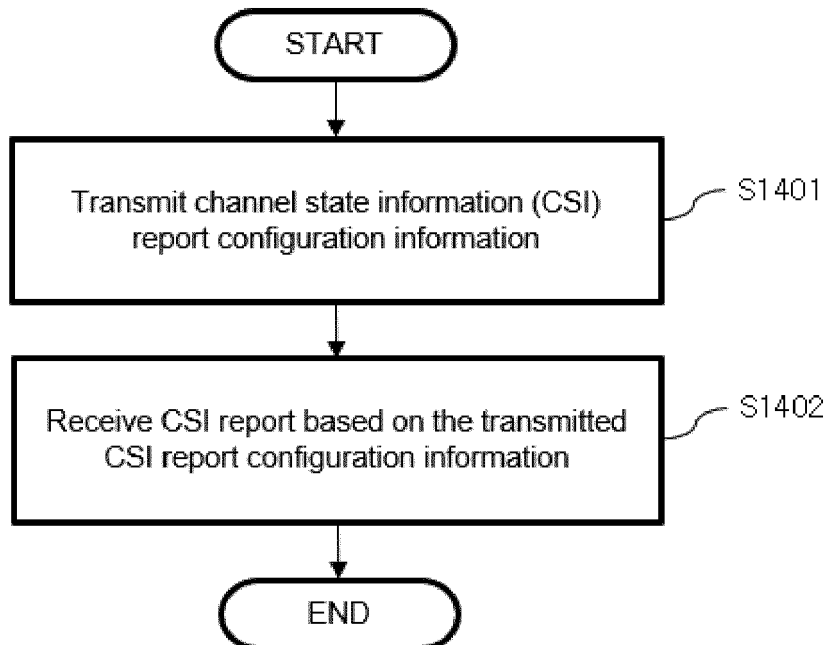 START
Transmit channel state information (CSI)
report configuration information
S1401
Receive CSI report based on the transmitted
CSI report configuration information
S1402
END